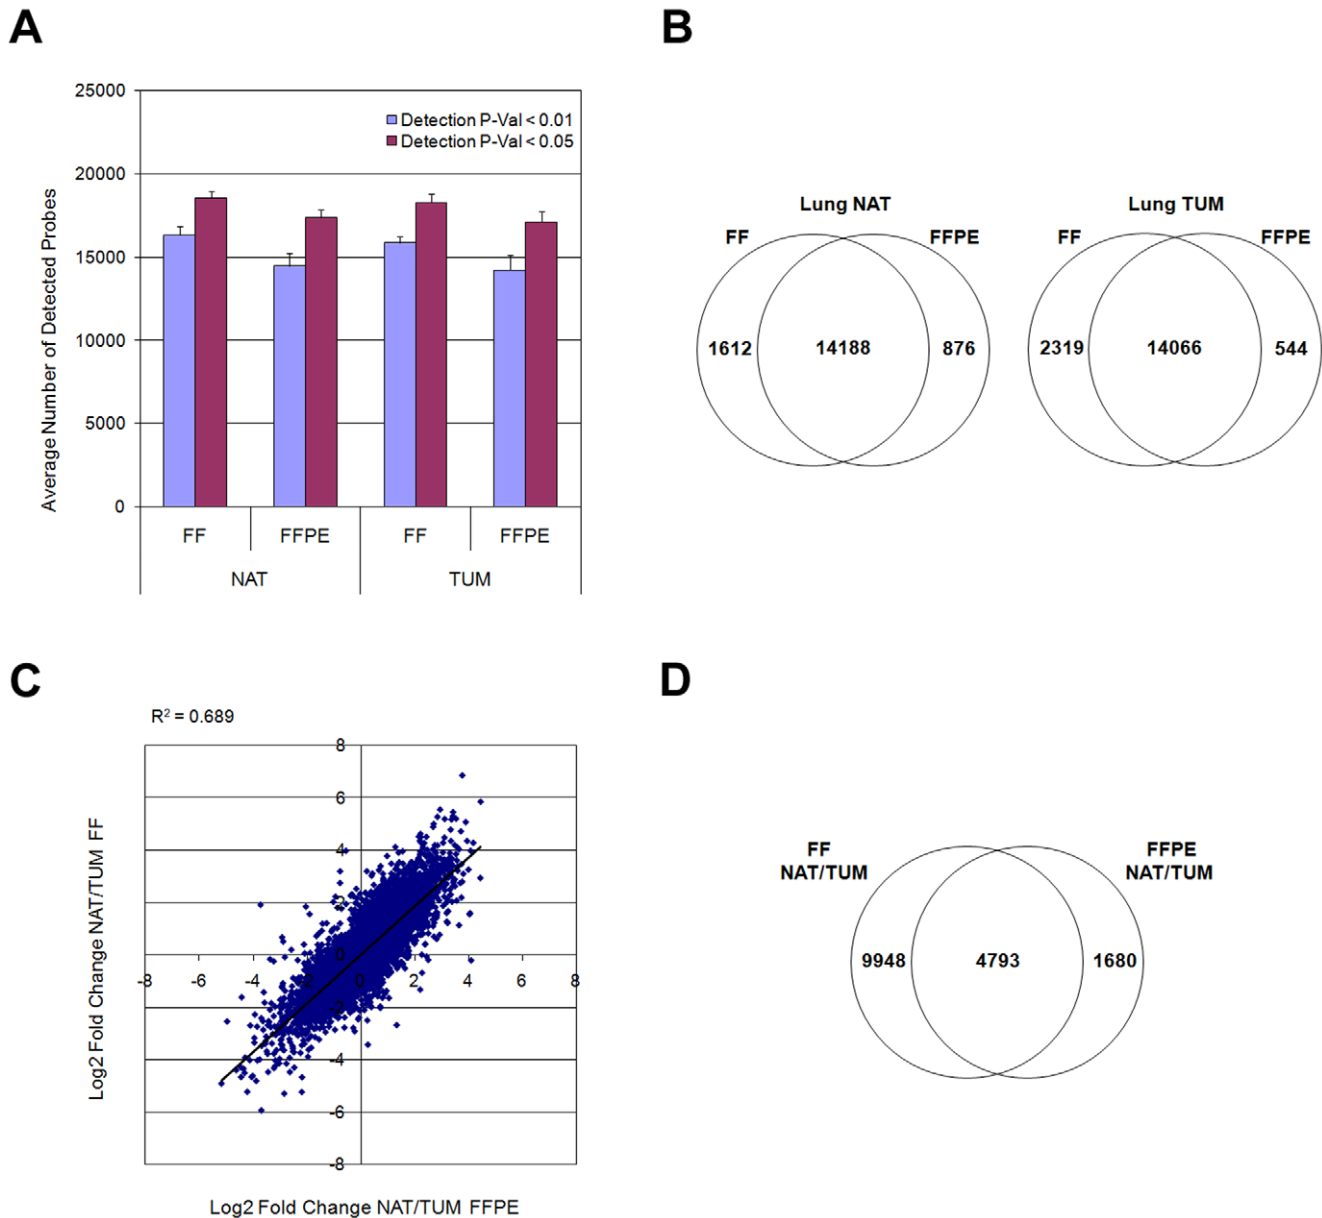 A
25000
20000
15000
10000
5000
0
Average Number of Detected Probes
Detection P-Val < 0.01
Detection P-Val < 0.05
FF
FFPE
FF
FFPE
NAT
TUM
B
Lung NAT
FF
FFPE
1612
14188
876
Lung TUM
FF
FFPE
2319
14066
544
C
R² = 0.689
Log2 Fold Change NAT/TUM FF
8
6
4
2
0
-2
-4
-6
-8
-8
-6
-4
-2
0
2
4
6
8
Log2 Fold Change NAT/TUM FFPE
D
FF
NAT/TUM
FFPE
NAT/TUM
9948
4793
1680